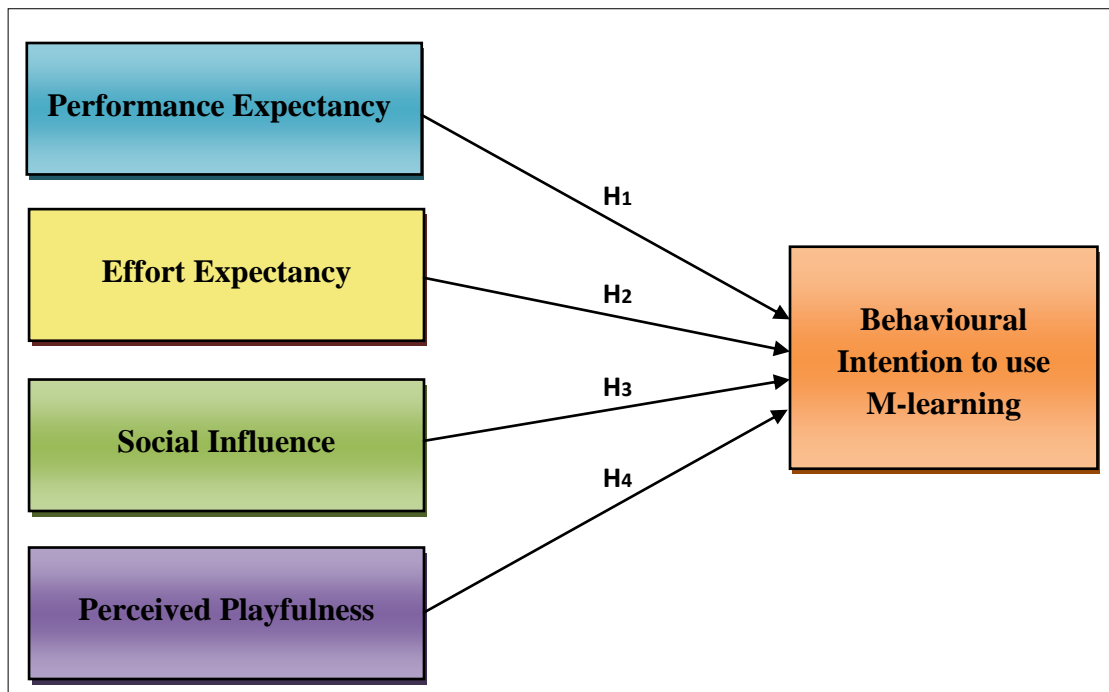 Performance Expectancy
H1
Effort Expectancy
H2
Behavioural
Intention to use
M-learning
Social Influence
H3
H4
Perceived Playfulness